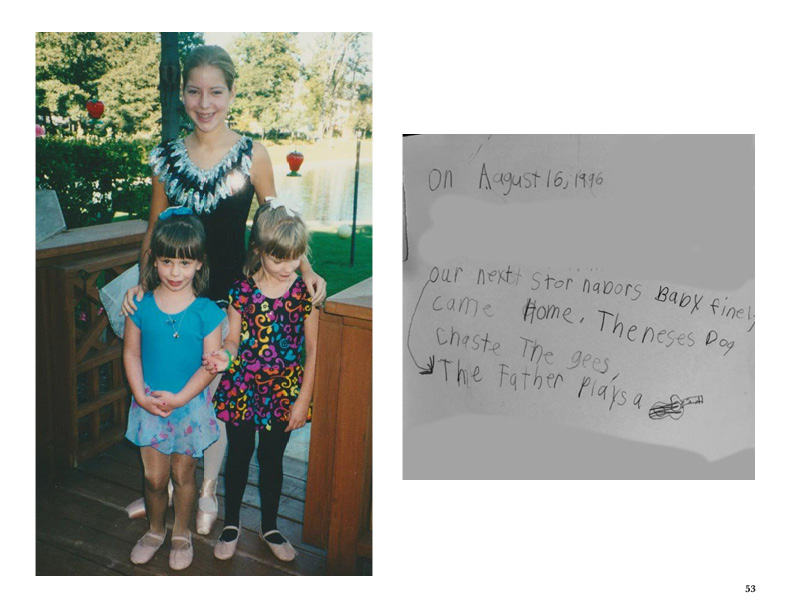 on August 16, 1996
our next stor nabors BabX finely
came Home. Theneses Dog
chaste The gees,
The Father plays a
53